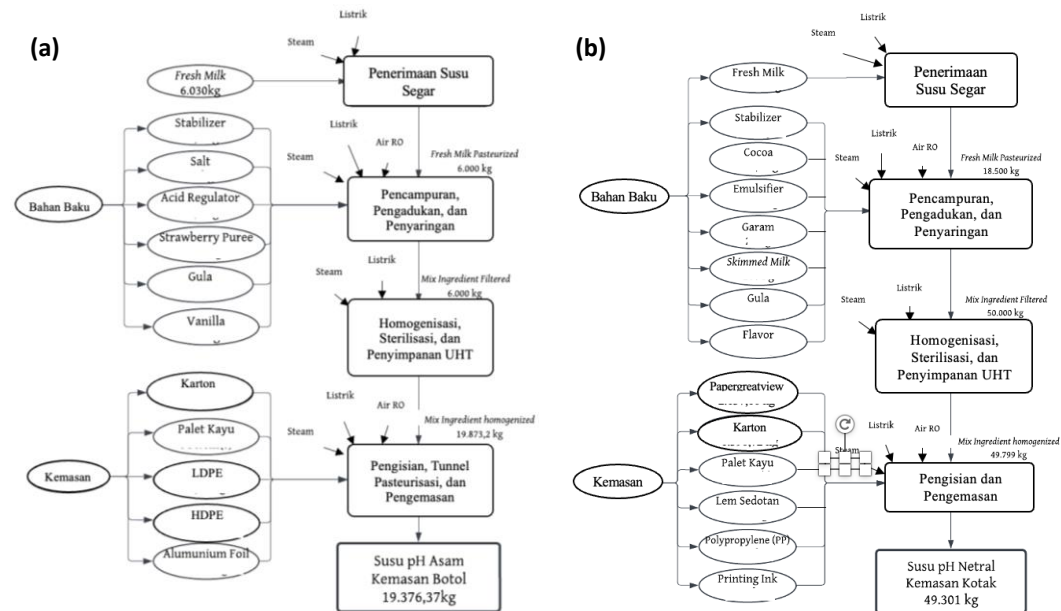 (a)
Listrik
Steam
Fresh Milk
6.030kg
Penerimaan Susu
Segar
Stabilizer
Salt
Acid Regulator
Strawberry Puree
Gula
Vanilla
Bahan Baku
Listrik
Air RO
Steam
Fresh Milk Pasteurized
6.000 kg
Pencampuran,
Pengadukan, dan
Penyaringan
Listrik
Steam
Mix Ingredient Filtered
6.000 kg
Homogenisasi,
Sterilisasi, dan
Penyimpanan UHT
Karton
Palet Kayu
LDPE
HDPE
Alumunium Foil
Kemasan
Listrik
Air RO
Steam
Mix Ingredient homogenized
19.873,2 kg
Pengisian, Tunnel
Pasteurisasi, dan
Pengemasan
Susu pH Asam
Kemasan Botol
19.376,37kg
(b)
Listrik
Steam
Fresh Milk
Penerimaan
Susu Segar
Stabilizer
Cocoa
Emulsifier
Garam
Skimmed Milk
Gula
Flavor
Bahan Baku
Listrik
Air RO
Steam
Fresh Milk Pasteurized
18.500 kg
Pencampuran,
Pengadukan, dan
Penyaringan
Listrik
Steam
Mix Ingredient Filtered
50.000 kg
Homogenisasi,
Sterilisasi, dan
Penyimpanan UHT
Papergreatview
Karton
Palet Kayu
Lem Sedotan
Polypropylene (PP)
Printing Ink
Kemasan
Listrik
Air RO
Steam
Mix Ingredient homogenized
49.799 kg
Pengisian dan
Pengemasan
Susu pH Netral
Kemasan Kotak
49.301 kg